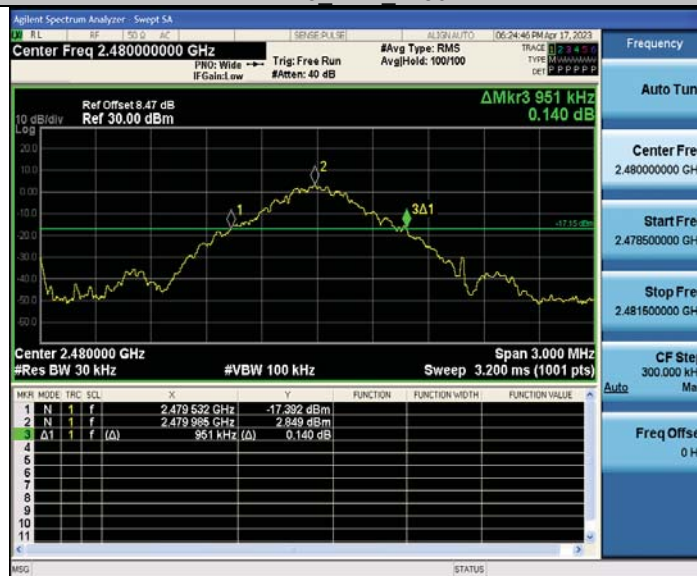 Agilent Spectrum Analyzer - Swept SA
RL RF 50 Ω AC SENSE:PULSE ALIGN AUTO 06:24:46 PM Apr 17, 2023
Center Freq 2.480000000 GHz
PNO: Wide
IFGain:Low
Trig: Free Run
#Atten: 40 dB
#Avg Type: RMS
Avg|Hold: 100/100
TRACE 1 2 3 4 5 6
TYPE M
DET P P P P P P
Frequency
Auto Tun
Center Fre
2.480000000 GH
Start Fre
2.478500000 GH
Stop Fre
2.481500000 GH
CF Ste
300.000 kH
Auto Ma
Freq Offse
0 H
ΔMkr3 951 kHz
0.140 dB
Ref Offset 8.47 dB
10 dB/div Ref 30.00 dBm
Log
20.0
10.0
0.00
-10.0
-20.0
-30.0
-40.0
-50.0
-60.0
1
2
3Δ1
-17.15 dBm
Center 2.480000 GHz Span 3.000 MHz
#Res BW 30 kHz #VBW 100 kHz Sweep 3.200 ms (1001 pts)
MKR MODE TRC SCL X Y FUNCTION FUNCTION WIDTH FUNCTION VALUE
1 N 1 f 2.479 532 GHz -17.392 dBm
2 N 1 f 2.479 985 GHz 2.849 dBm
3 Δ1 1 f (Δ) 951 kHz (Δ) 0.140 dB
4
5
6
7
8
9
10
11
MSG STATUS